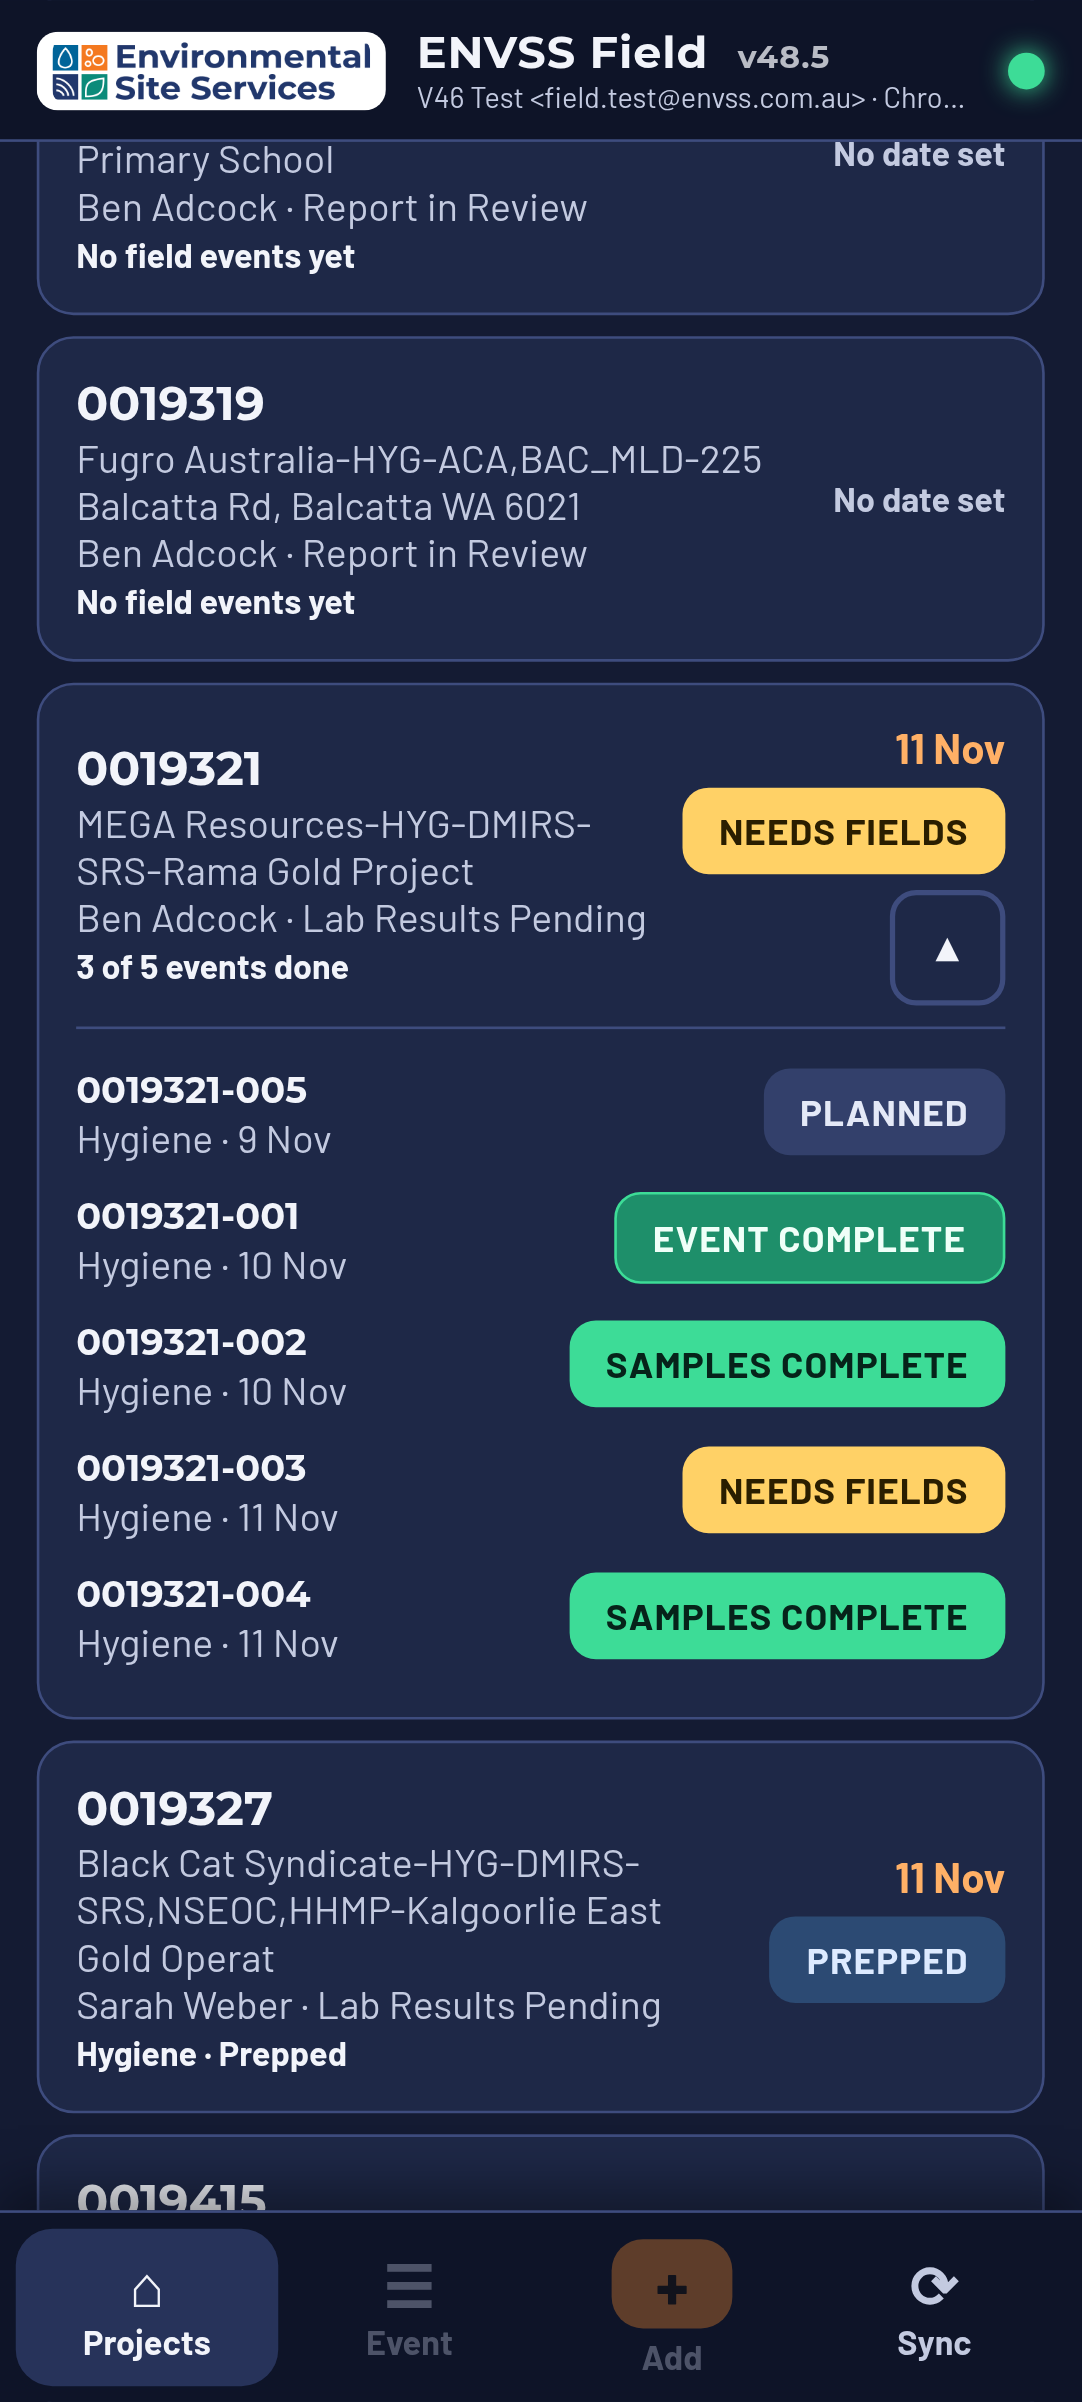 Environmental
Site Services
ENVSS Field v48.5
V46 Test <field.test@envss.com.au> · Chro...
Primary School
No date set
Ben Adcock · Report in Review
No field events yet
0019319
Fugro Australia-HYG-ACA,BAC_MLD-225
Balcatta Rd, Balcatta WA 6021
No date set
Ben Adcock · Report in Review
No field events yet
0019321
11 Nov
MEGA Resources-HYG-DMIRS-
SRS-Rama Gold Project
NEEDS FIELDS
Ben Adcock · Lab Results Pending
3 of 5 events done
0019321-005
Hygiene · 9 Nov
PLANNED
0019321-001
Hygiene · 10 Nov
EVENT COMPLETE
0019321-002
Hygiene · 10 Nov
SAMPLES COMPLETE
0019321-003
Hygiene · 11 Nov
NEEDS FIELDS
0019321-004
Hygiene · 11 Nov
SAMPLES COMPLETE
0019327
Black Cat Syndicate-HYG-DMIRS-
SRS,NSEOC,HHMP-Kalgoorlie East
Gold Operat
11 Nov
PREPPED
Sarah Weber · Lab Results Pending
Hygiene · Prepped
0019415
Projects
Event
Add
Sync